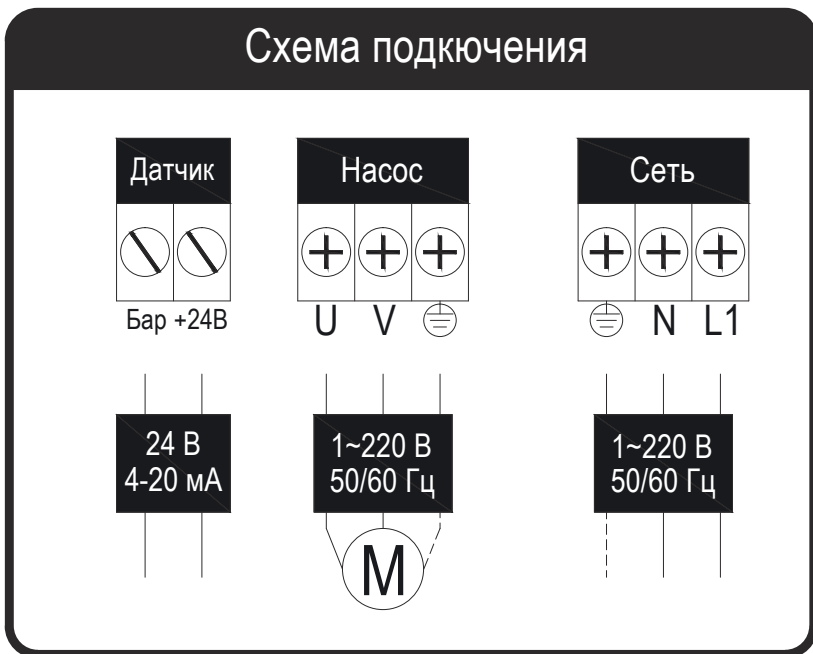 Схема подкючения
Датчик
Насос
Сеть
Бар +24В
U V
N L1
24 В
4-20 мА
1~220 В
50/60 Гц
1~220 В
50/60 Гц
M